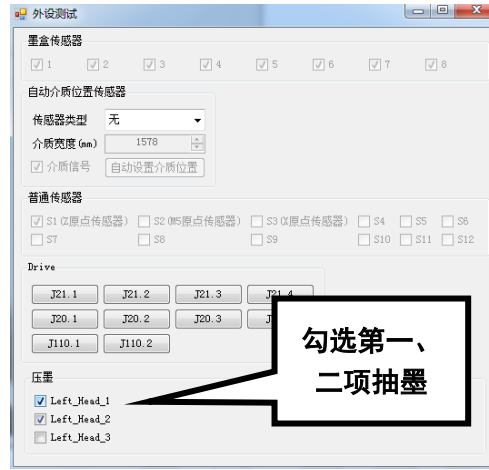 外设测试
墨盒传感器
1 2 3 4 5 6 7 8
自动介质位置传感器
传感器类型 无
介质宽度(mm) 1578
介质信号 自动设置介质位置
普通传感器
S1(Z原点传感器) S2(W5原点传感器) S3(X原点传感器) S4 S5 S6
S7 S8 S9 S10 S11 S12
Drive
J21.1 J21.2 J21.3 J21.4
J20.1 J20.2 J20.3
J110.1 J110.2
勾选第一、
二项抽墨
压墨
Left_Head_1
Left_Head_2
Left_Head_3